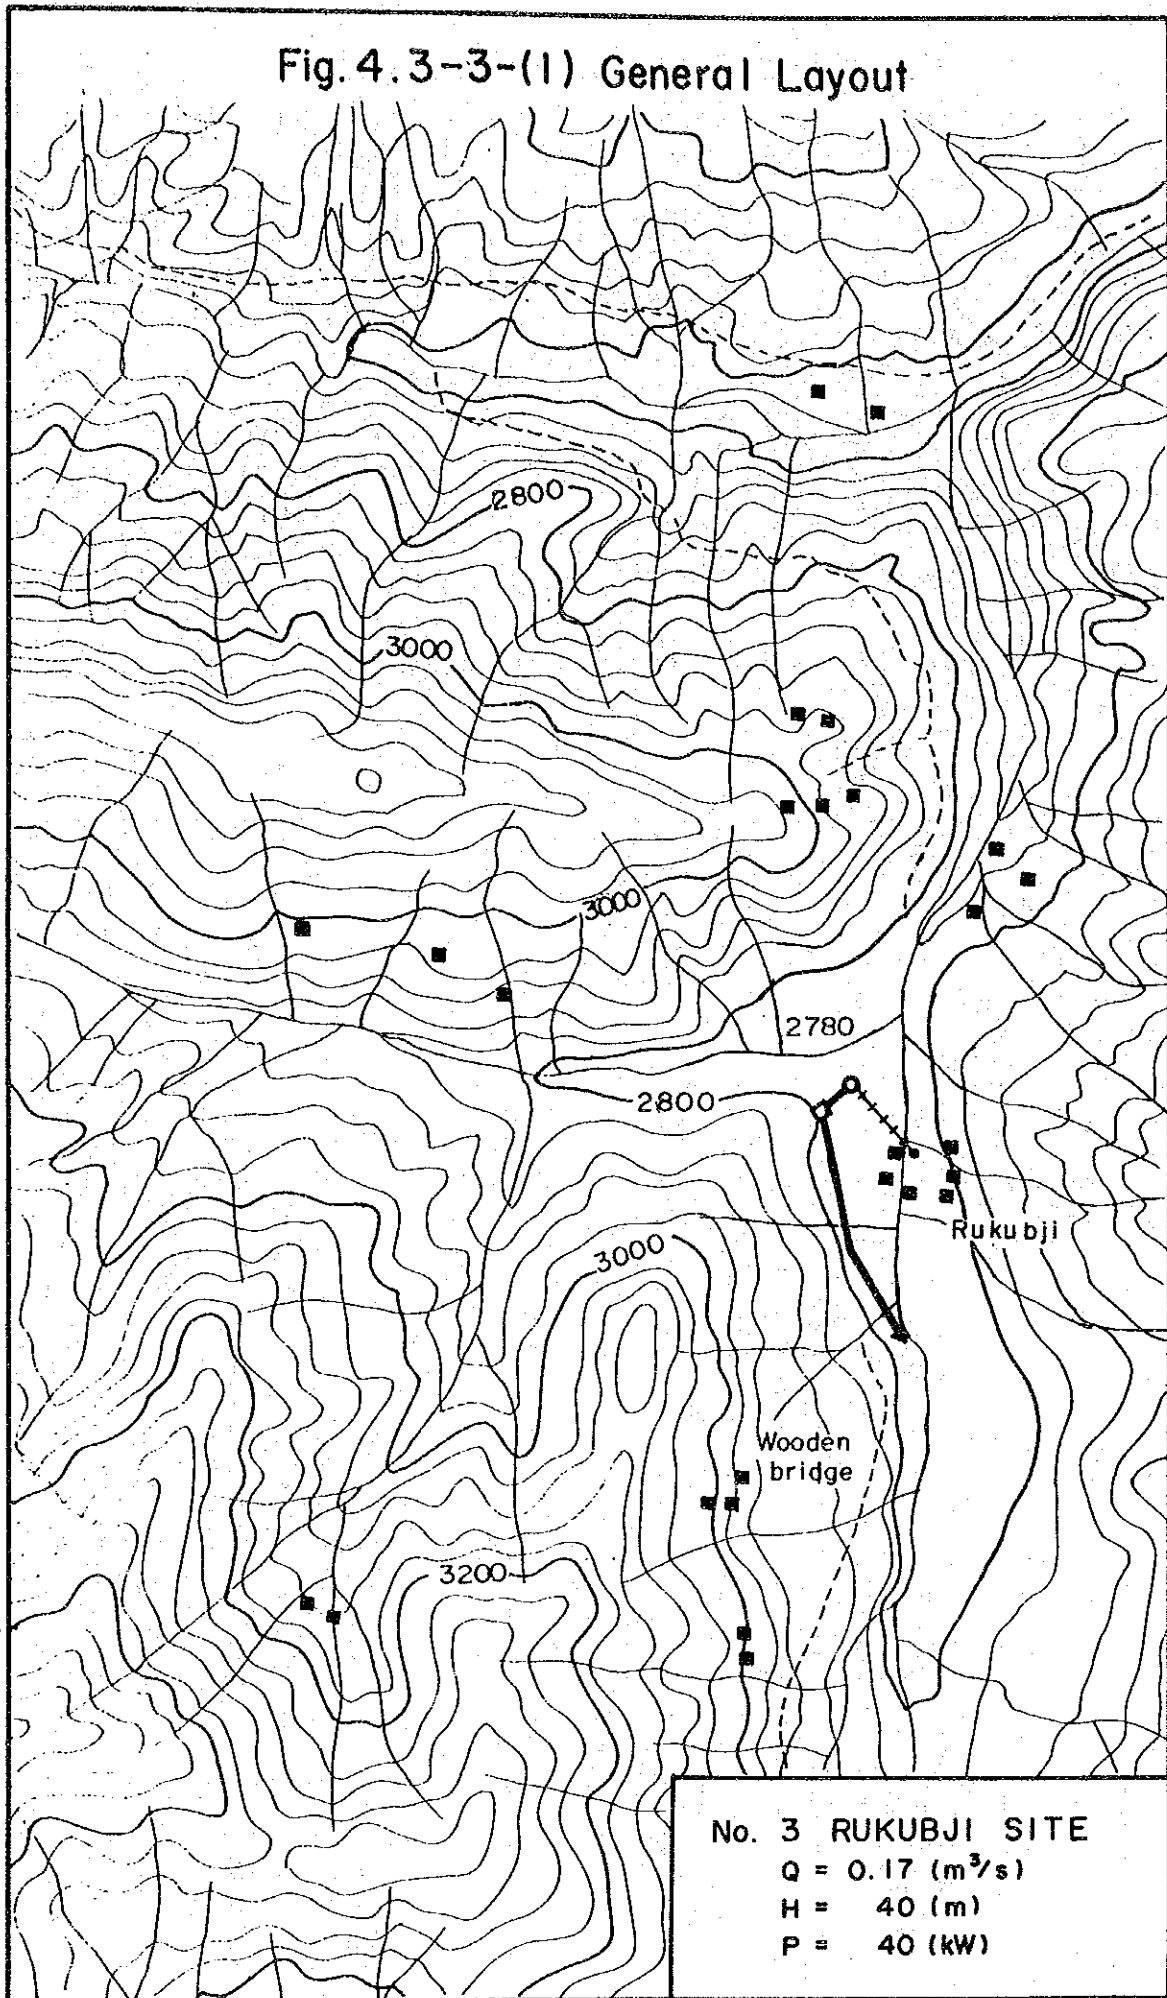 Fig. 4.3-3-(1) General Layout
2800
3000
3000
2780
2800
Rukubji
3000
Wooden
bridge
3200
No. 3 RUKUBJI SITE
Q = 0.17 (m³/s)
H = 40 (m)
P = 40 (kW)